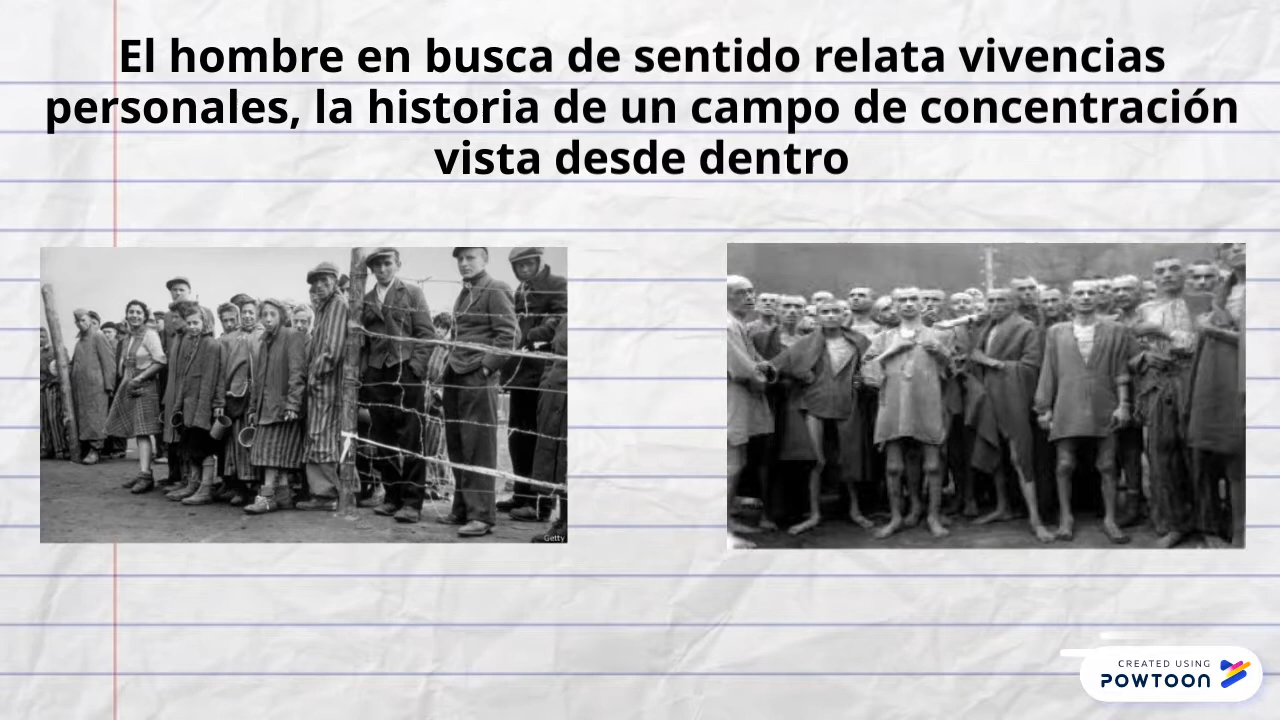 El hombre en busca de sentido relata vivencias
personales, la historia de un campo de concentración
vista desde dentro
Getty
CREATED USING
POWTOON